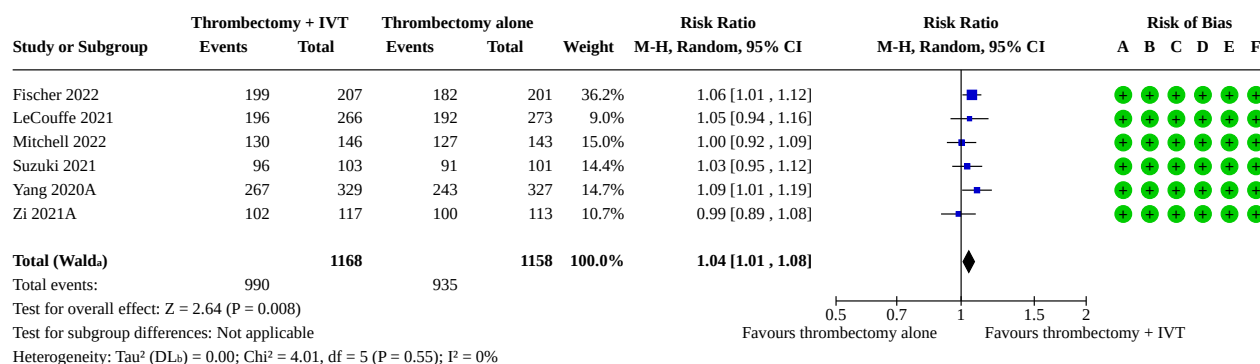 Thrombectomy + IVT Thrombectomy alone Risk Ratio Risk Ratio Risk of Bias
Study or Subgroup Events Total Events Total Weight M-H, Random, 95% CI M-H, Random, 95% CI A B C D E F
Fischer 2022 199 207 182 201 36.2% 1.06 [1.01 , 1.12] + + + + + +
LeCouffe 2021 196 266 192 273 9.0% 1.05 [0.94 , 1.16] + + + + + +
Mitchell 2022 130 146 127 143 15.0% 1.00 [0.92 , 1.09] + + + + + +
Suzuki 2021 96 103 91 101 14.4% 1.03 [0.95 , 1.12] + + + + + +
Yang 2020A 267 329 243 327 14.7% 1.09 [1.01 , 1.19] + + + + + +
Zi 2021A 102 117 100 113 10.7% 0.99 [0.89 , 1.08] + + + + + +
Total (Walda) 1168 1158 100.0% 1.04 [1.01 , 1.08]
Total events: 990 935
Test for overall effect: Z = 2.64 (P = 0.008)
0.5 0.7 1 1.5 2
Test for subgroup differences: Not applicable
Favours thrombectomy alone Favours thrombectomy + IVT
Heterogeneity: Tau² (DLb) = 0.00; Chi² = 4.01, df = 5 (P = 0.55); I² = 0%